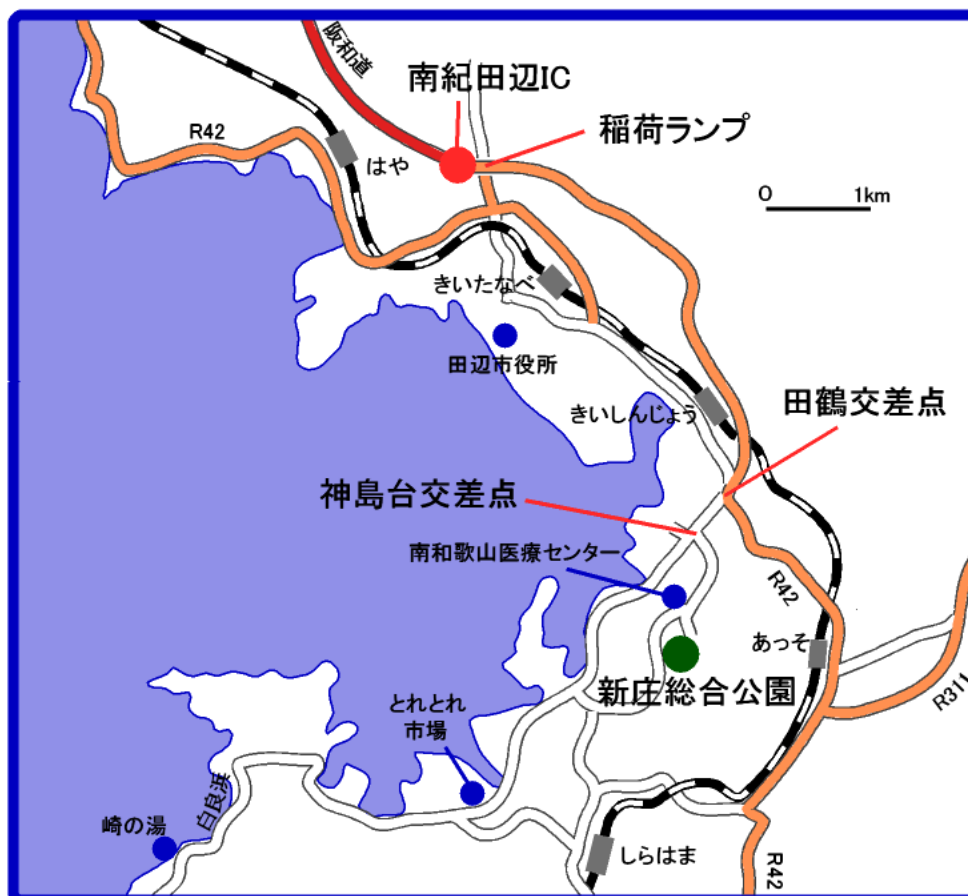 阪和道
南紀田辺IC
稲荷ランプ
R42
はや
0 1km
きいたなべ
田辺市役所
きいしんじょう
田鶴交差点
神島台交差点
南和歌山医療センター
R42
あっそ
新庄総合公園
R311
とれとれ
市場
白良浜
崎の湯
しらはま
R42